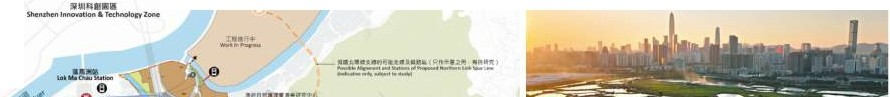 深圳科創園區
Shenzhen Innovation & Technology Zone
工程進行中
Work in Progress
落馬洲站
Lok Ma Chau Station
Possible Alignment and Stations of Proposed Northern Link Spur Line
(indicative only, subject to study)